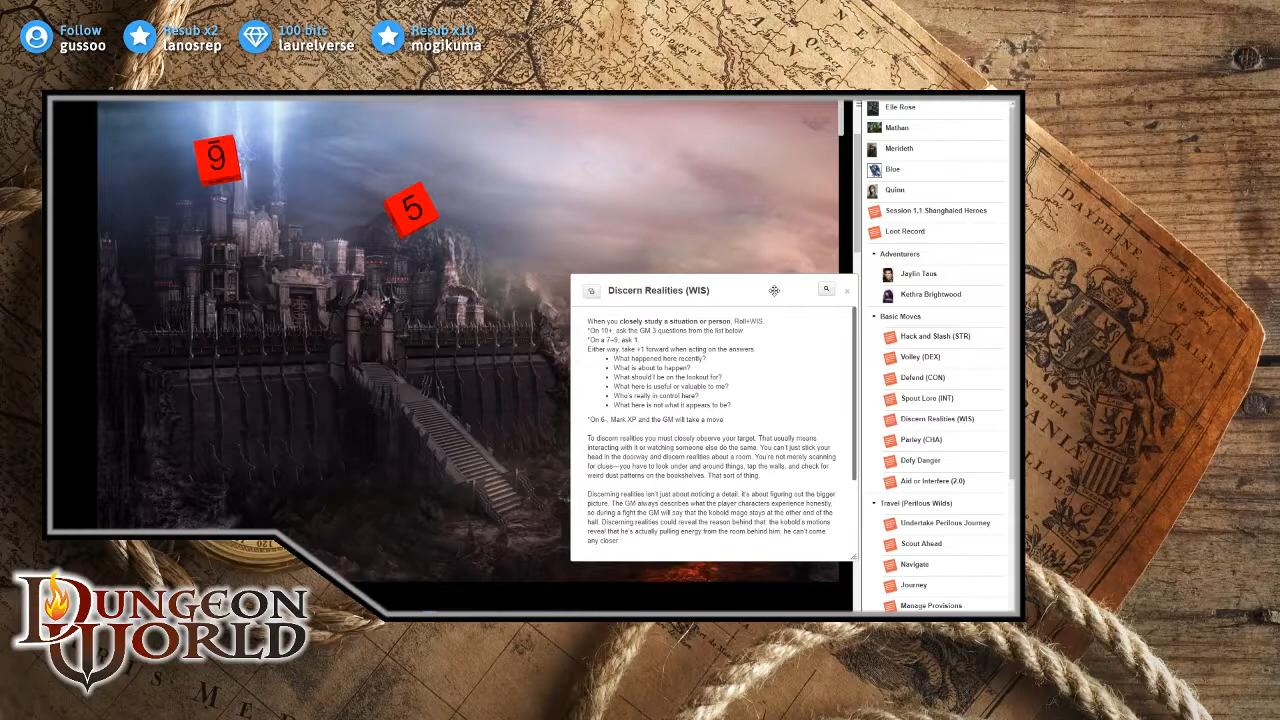 Follow
gussoo
Resub x2
lanosrep
100 bits
laurelverse
Resub x10
mogikuma
9
5
Discern Realities (WIS)
When you closely study a situation or person, Roll+WIS.
*On 10+, ask the GM 3 questions from the list below
*On a 7–9, ask 1.
Either way, take +1 forward when acting on the answers.
What happened here recently?
What is about to happen?
What should I be on the lookout for?
What here is useful or valuable to me?
Who's really in control here?
What here is not what it appears to be?
*On 6-, Mark XP and the GM will take a move
To discern realities you must closely observe your target. That usually means
interacting with it or watching someone else do the same. You can't just stick your
head in the doorway and discern realities about a room. You're not merely scanning
for clues—you have to look under and around things, tap the walls, and check for
weird dust patterns on the bookshelves. That sort of thing.
Discerning realities isn't just about noticing a detail, it's about figuring out the bigger
picture. The GM always describes what the player characters experience honestly,
so during a fight the GM will say that the kobold mage stays at the other end of the
hall. Discerning realities could reveal the reason behind that: the kobold's motions
reveal that he's actually pulling energy from the room behind him, he can't come
any closer.
Elle Rose
Mathan
Merideth
Blue
Quinn
Session 1.1 Shanghaied Heroes
Loot Record
Adventurers
Jaylin Taus
Kethra Brightwood
Basic Moves
Hack and Slash (STR)
Volley (DEX)
Defend (CON)
Spout Lore (INT)
Discern Realities (WIS)
Parley (CHA)
Defy Danger
Aid or Interfere (2.0)
Travel (Perilous Wilds)
Undertake Perilous Journey
Scout Ahead
Navigate
Journey
Manage Provisions
DAYPHINE
120
DUNGEON
WORLD